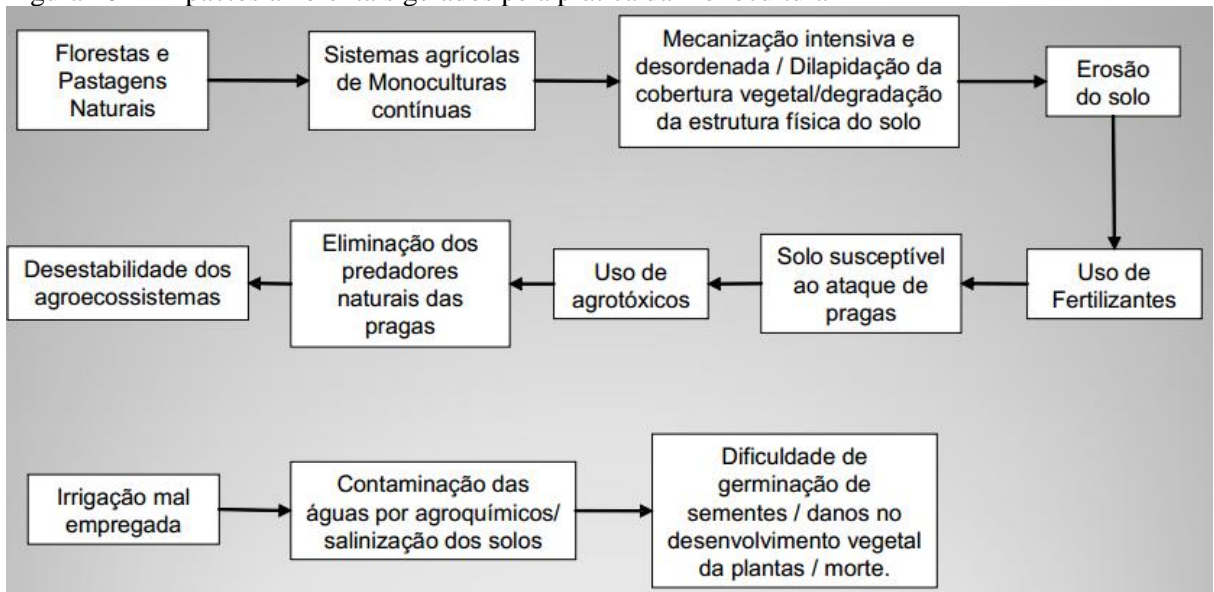 Florestas e
Pastagens
Naturais
Sistemas agrícolas
de Monoculturas
contínuas
Mecanização intensiva e
desordenada / Dilapidação da
cobertura vegetal/degradação
da estrutura física do solo
Erosão
do solo
Desestabilidade dos
agroecossistemas
Eliminação dos
predadores
naturais das
pragas
Uso de
agrotóxicos
Solo susceptível
ao ataque de
pragas
Uso de
Fertilizantes
Irrigação mal
empregada
Contaminação das
águas por agroquímicos/
salinização dos solos
Dificuldade de
germinação de
sementes / danos no
desenvolvimento vegetal
da plantas / morte.